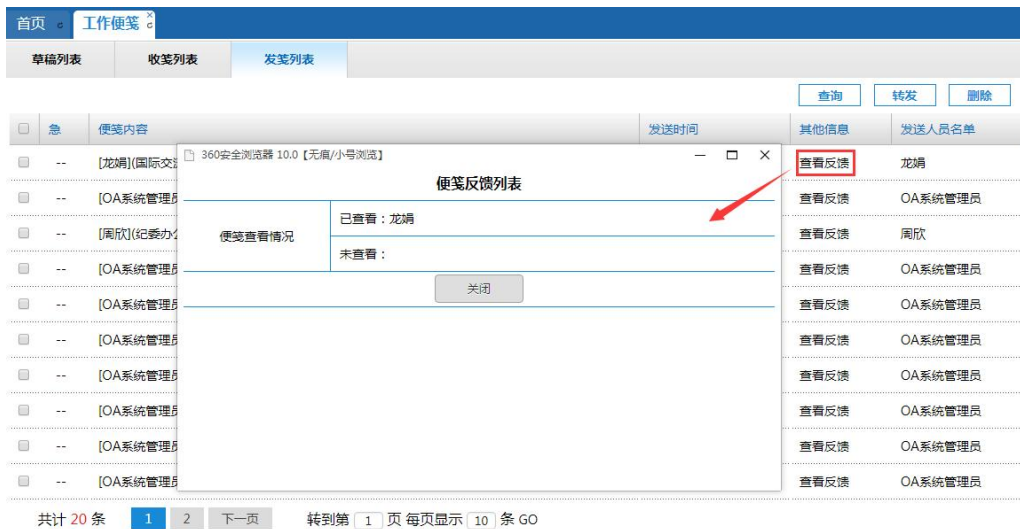 首页 工作便笺
草稿列表 收笺列表 发笺列表
查询 转发 删除
急 便笺内容 发送时间 其他信息 发送人员名单
-- [龙娟](国际交 查看反馈 龙娟
-- [OA系统管理员 查看反馈 OA系统管理员
-- [周欣](纪委办 查看反馈 周欣
-- [OA系统管理员 查看反馈 OA系统管理员
-- [OA系统管理员 查看反馈 OA系统管理员
-- [OA系统管理员 查看反馈 OA系统管理员
-- [OA系统管理员 查看反馈 OA系统管理员
-- [OA系统管理员 查看反馈 OA系统管理员
-- [OA系统管理员 查看反馈 OA系统管理员
-- [OA系统管理员 查看反馈 OA系统管理员
360安全浏览器 10.0【无痕/小号浏览】
便笺反馈列表
便笺查看情况
已查看：龙娟
未查看：
关闭
共计 20 条 1 2 下一页 转到第 1 页 每页显示 10 条 GO